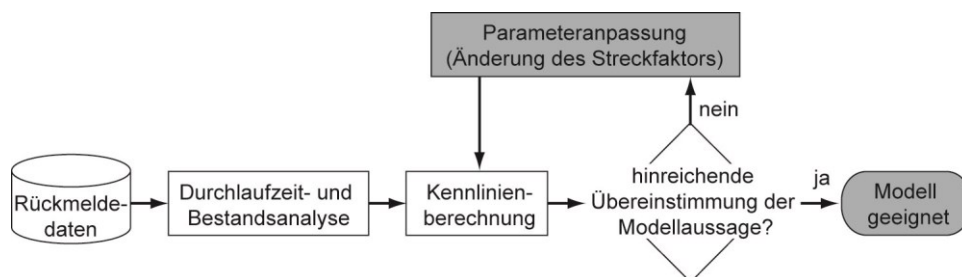 Parameteranpassung
(Änderung des Streckfaktors)
nein
Rückmelde-
daten
Durchlaufzeit- und
Bestandsanalyse
Kennlinien-
berechnung
hinreichende
Übereinstimmung der
Modellaussage?
ja
Modell
geeignet